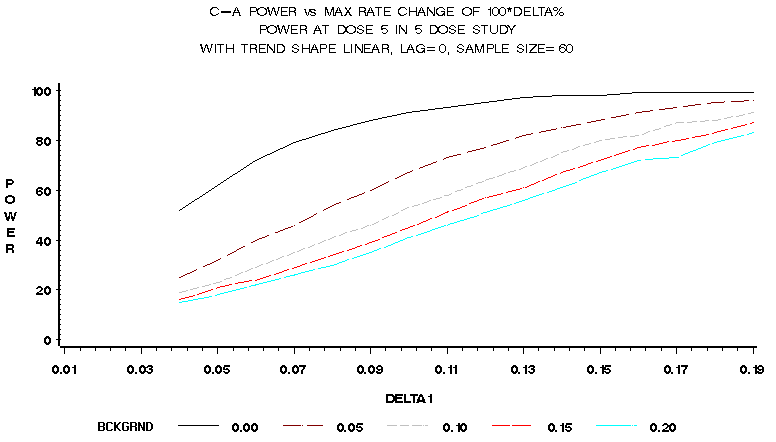 C-A POWER vs MAX RATE CHANGE OF 100*DELTA%
POWER AT DOSE 5 IN 5 DOSE STUDY
WITH TREND SHAPE LINEAR, LAG=0, SAMPLE SIZE=60
POWER
100
80
60
40
20
0
0.01 0.03 0.05 0.07 0.09 0.11 0.13 0.15 0.17 0.19
DELTA1
BCKGRND 0.00 0.05 0.10 0.15 0.20